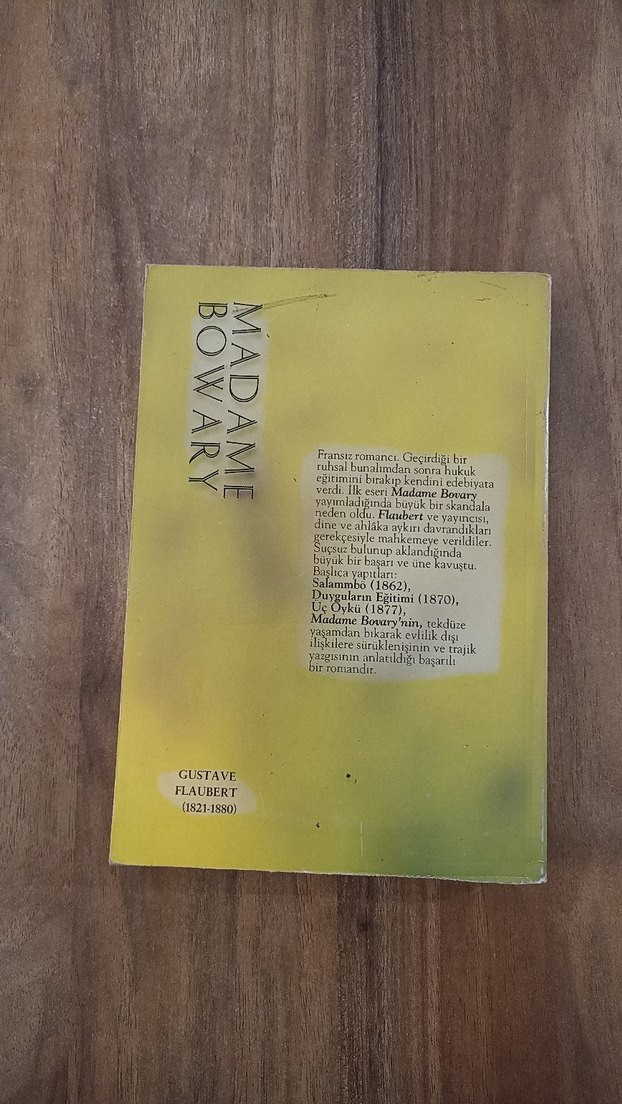 MADAME
BOWARY
Fransız romancı. Geçirdiği bir
ruhsal bunalımdan sonra hukuk
eğitimini bırakıp kendini edebiyata
verdi. İlk eseri Madame Bovary
yayımladığında büyük bir skandala
neden oldu. Flaubert ve yayıncısı,
dine ve ahlâka aykırı davrandıkları
gerekçesiyle mahkemeye verildiler.
Suçsuz bulunup aklandığında
büyük bir başarı ve üne kavuştu.
Başlıca yapıtları:
Salammbö (1862),
Duyguların Eğitimi (1870),
Üç Öykü (1877),
Madame Bovary'nin, tekdüze
yaşamdan bıkarak evlilik dışı
ilişkilere sürüklenişinin ve trajik
yazgısının anlatıldığı başarılı
bir romandır.
GUSTAVE
FLAUBERT
(1821-1880)